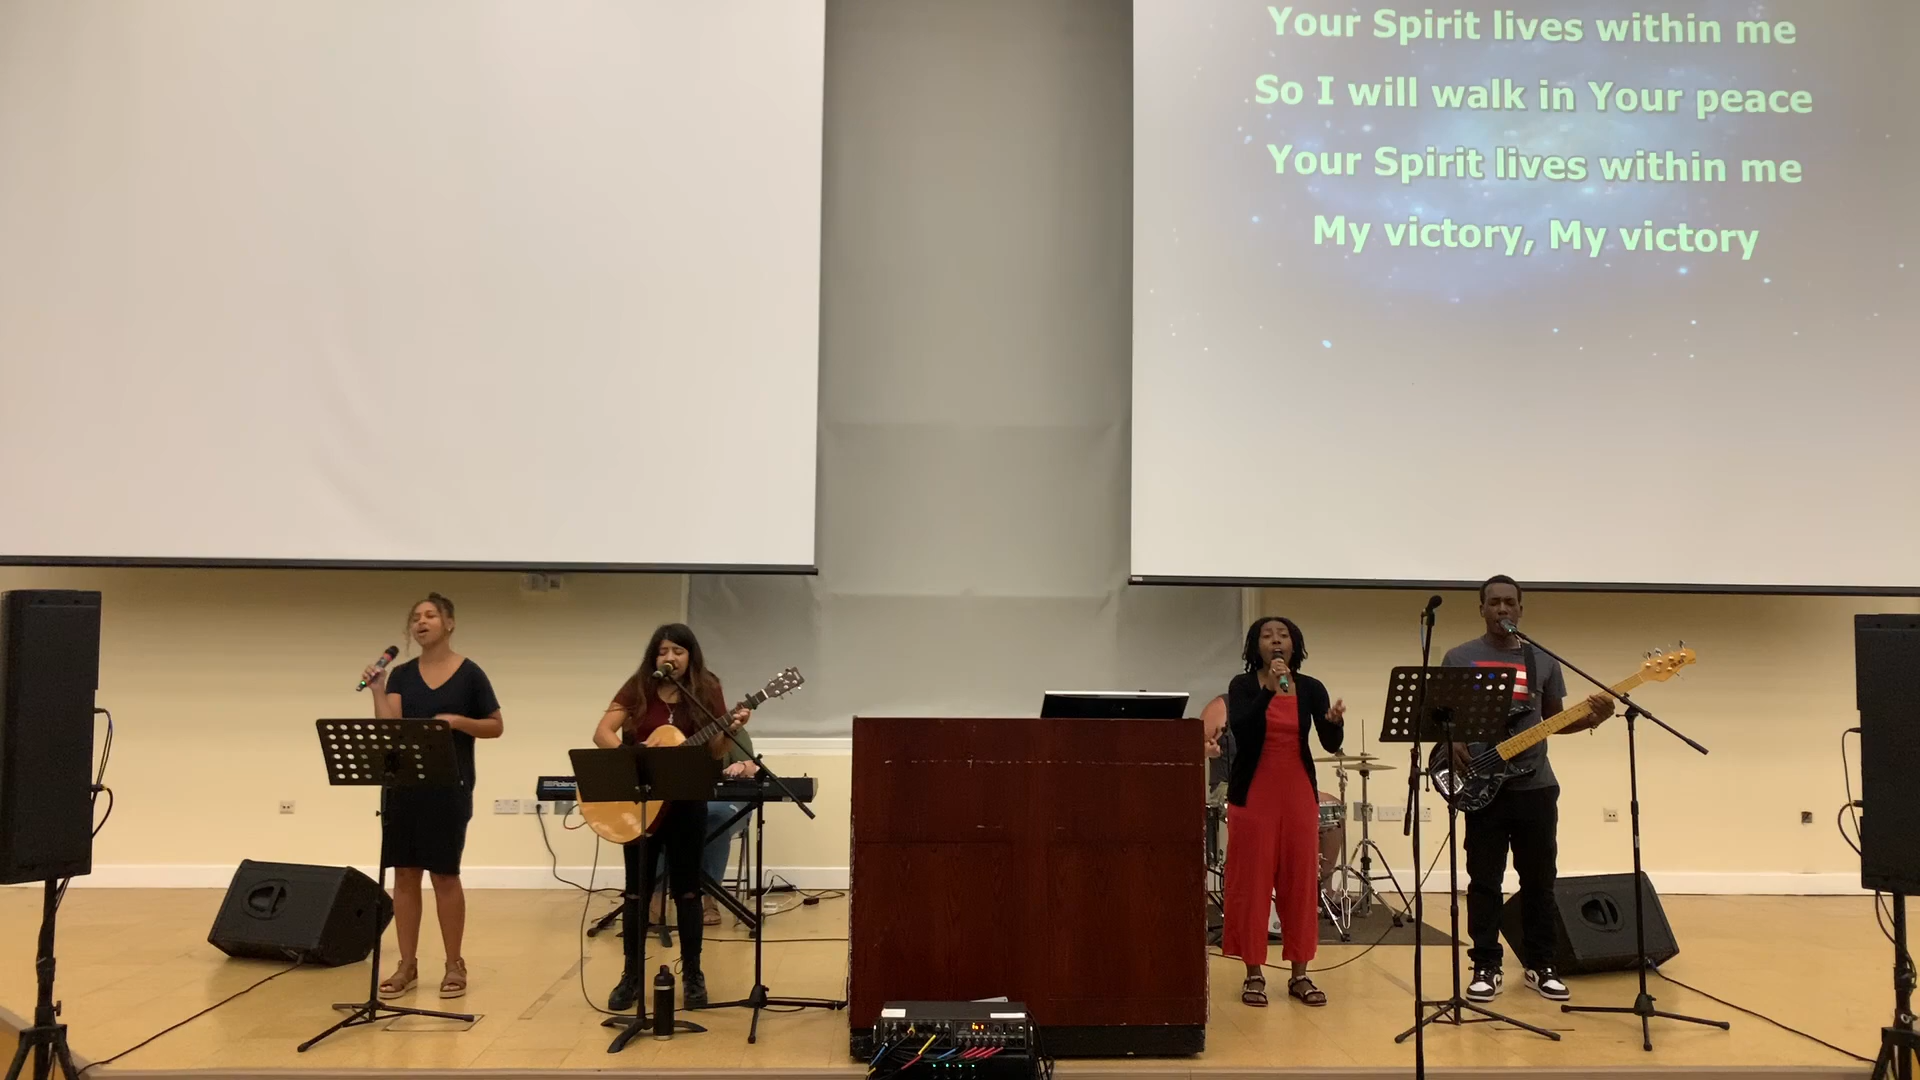 Your Spirit lives within me
So I will walk in Your peace
Your Spirit lives within me
My victory, My victory
Roland